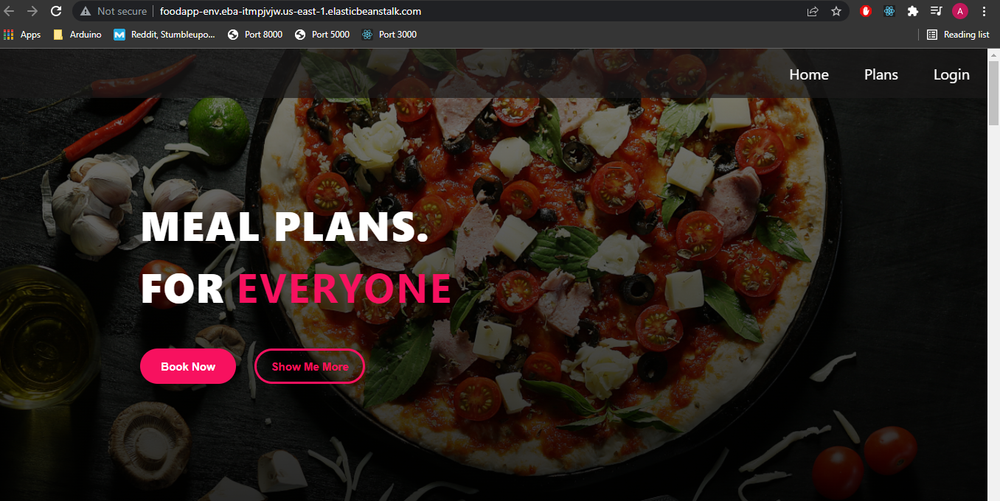 Not secure foodapp-env.eba-itmpjvjw.us-east-1.elasticbeanstalk.com A
Apps Arduino Reddit, Stumbleupo... Port 8000 Port 5000 Port 3000 Reading list
Home Plans Login
MEAL PLANS.
FOR EVERYONE
Book Now Show Me More